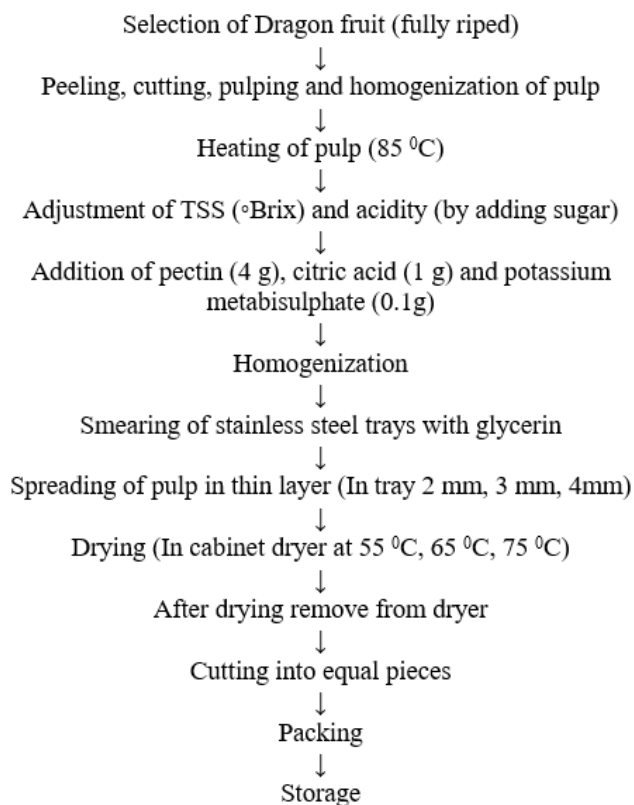 Selection of Dragon fruit (fully riped)
↓
Peeling, cutting, pulping and homogenization of pulp
↓
Heating of pulp (85 ⁰C)
↓
Adjustment of TSS (∘Brix) and acidity (by adding sugar)
↓
Addition of pectin (4 g), citric acid (1 g) and potassium
metabisulphate (0.1g)
↓
Homogenization
↓
Smearing of stainless steel trays with glycerin
↓
Spreading of pulp in thin layer (In tray 2 mm, 3 mm, 4mm)
↓
Drying (In cabinet dryer at 55 ⁰C, 65 ⁰C, 75 ⁰C)
↓
After drying remove from dryer
↓
Cutting into equal pieces
↓
Packing
↓
Storage